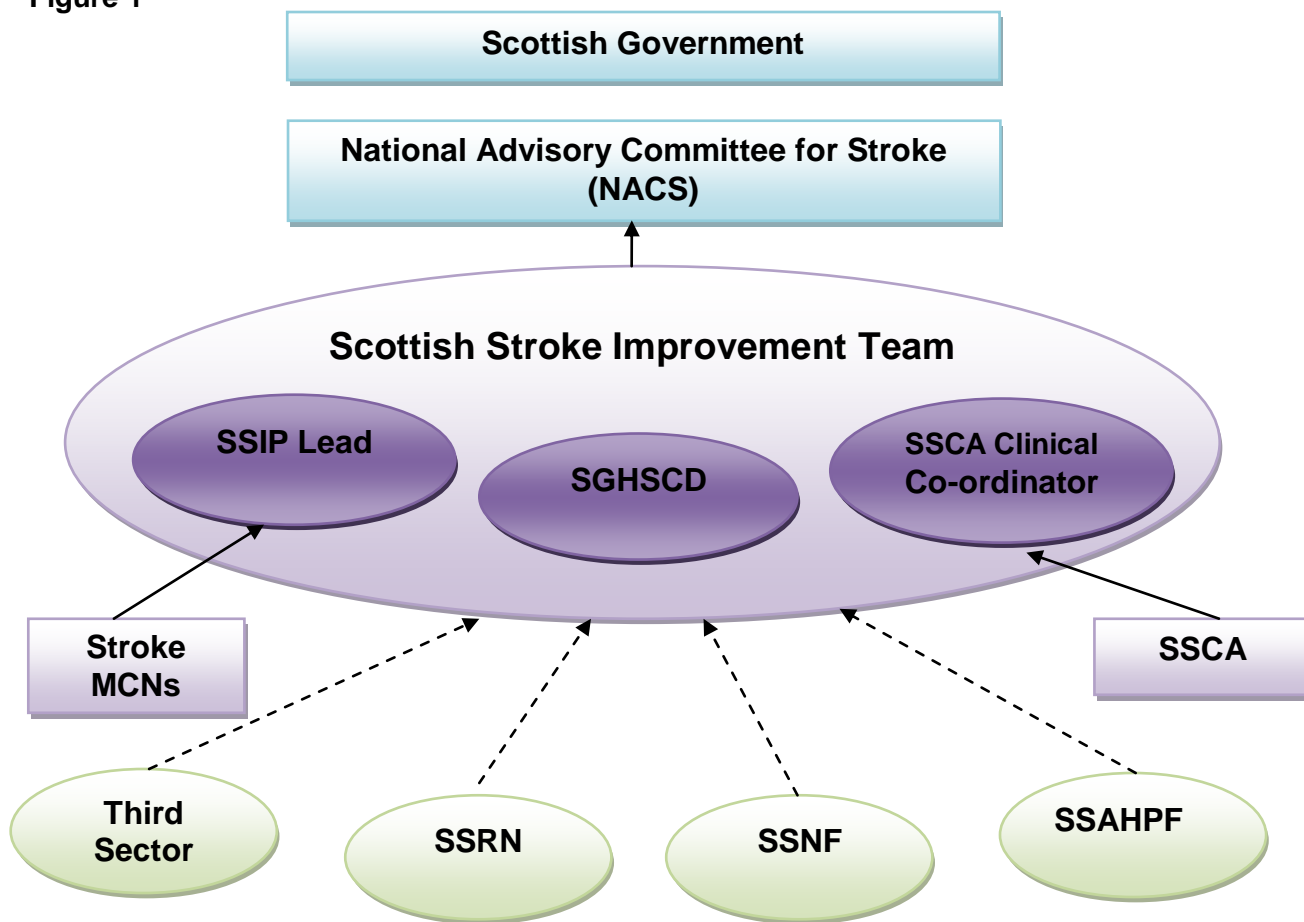 Figure 1
Scottish Government
National Advisory Committee for Stroke
(NACS)
Scottish Stroke Improvement Team
SSIP Lead
SGHSCD
SSCA Clinical
Co-ordinator
Stroke
MCNs
SSCA
Third
Sector
SSRN
SSNF
SSAHPF